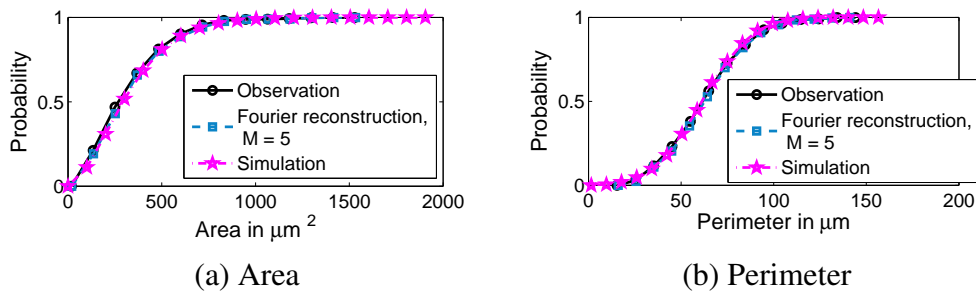 Probability
1
0.5
0
0 500 1000 1500 2000
Area in μm ²
Observation
Fourier reconstruction,
M = 5
Simulation
(a) Area
Probability
1
0.5
0
0 50 100 150 200
Perimeter in μm
Observation
Fourier reconstruction,
M = 5
Simulation
(b) Perimeter